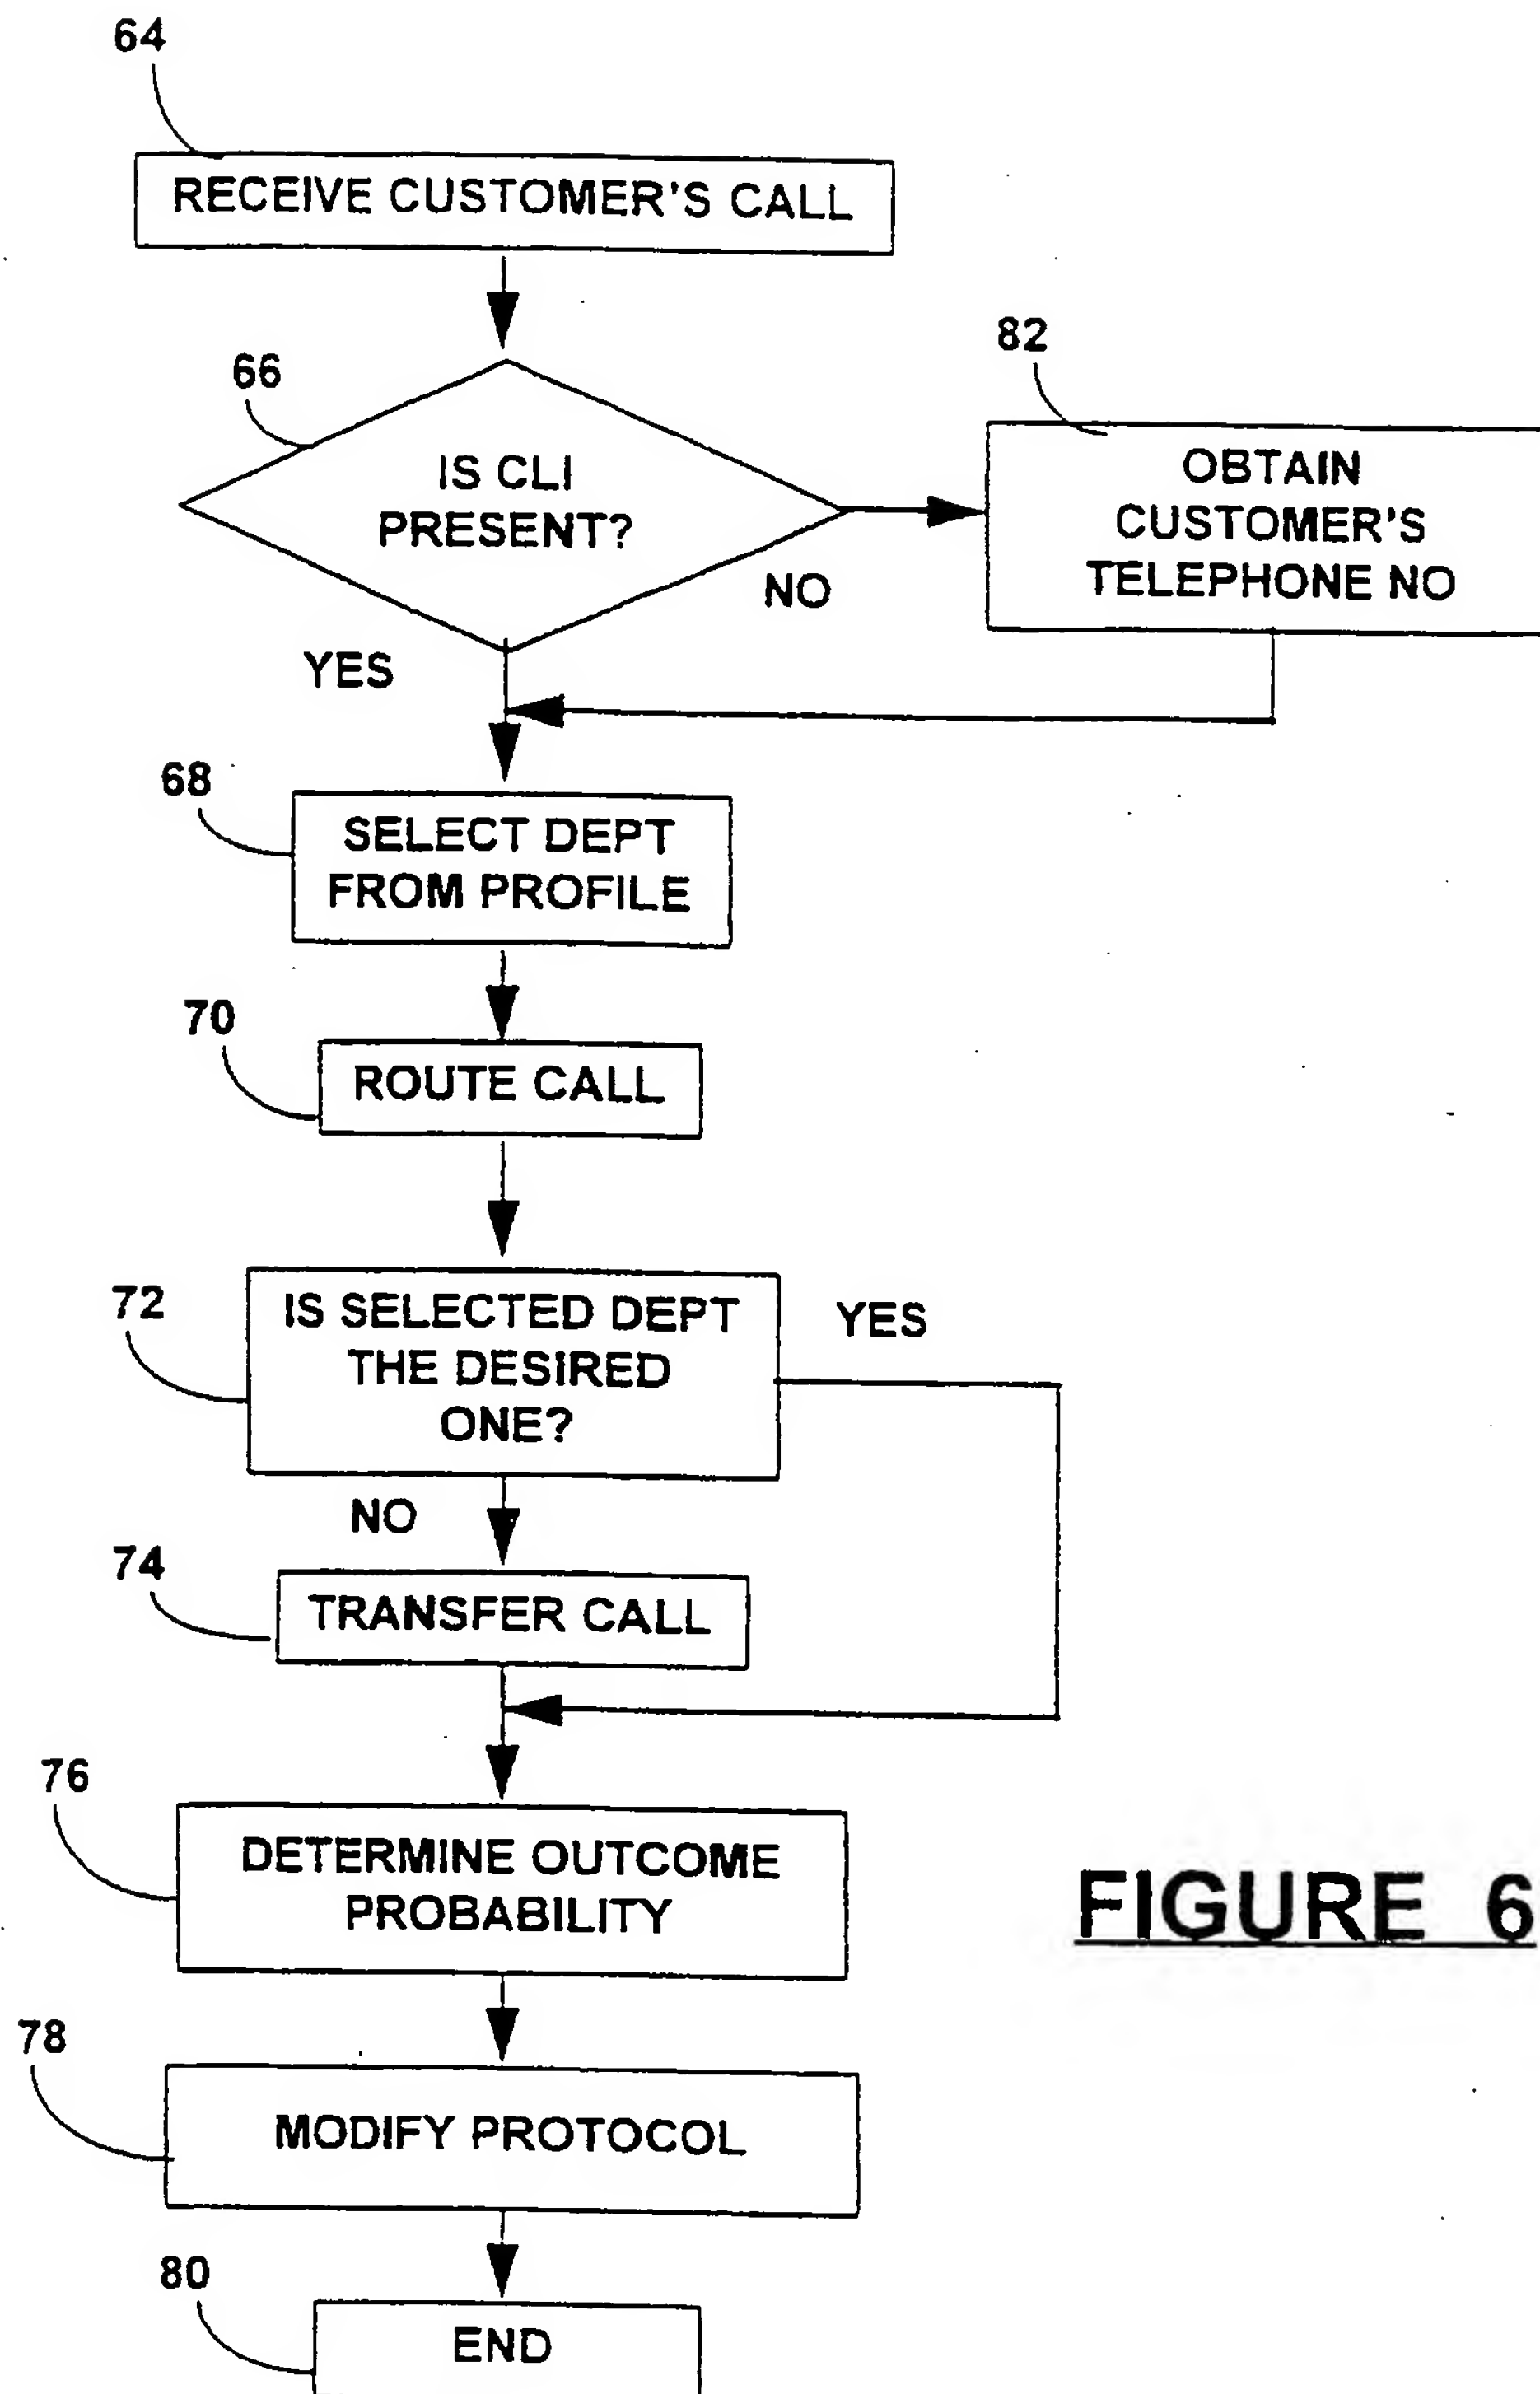 64
RECEIVE CUSTOMER'S CALL
66
IS CLI
PRESENT?
NO
YES
82
OBTAIN
CUSTOMER'S
TELEPHONE NO
68
SELECT DEPT
FROM PROFILE
70
ROUTE CALL
72
IS SELECTED DEPT
THE DESIRED
ONE?
YES
NO
74
TRANSFER CALL
76
DETERMINE OUTCOME
PROBABILITY
FIGURE 6
78
MODIFY PROTOCOL
80
END